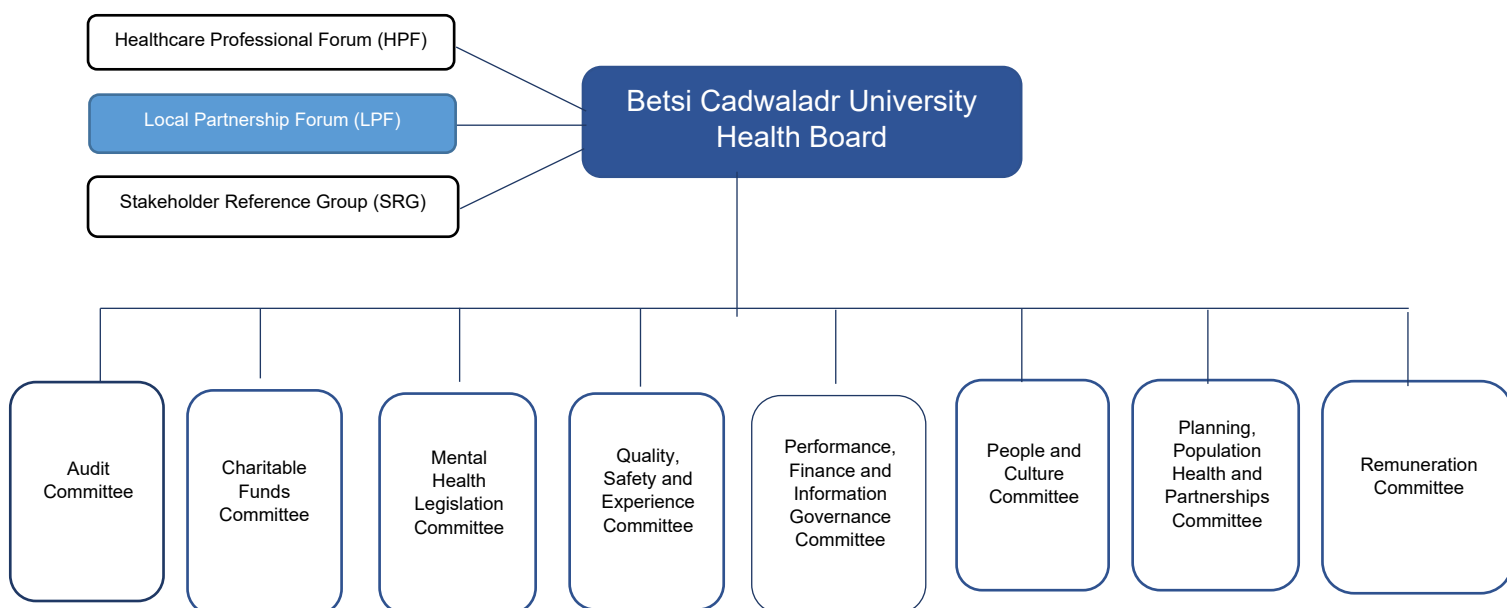 Healthcare Professional Forum (HPF)
Betsi Cadwaladr University
Health Board
Local Partnership Forum (LPF)
Stakeholder Reference Group (SRG)
Audit
Committee
Charitable
Funds
Committee
Mental
Health
Legislation
Committee
Quality,
Safety and
Experience
Committee
Performance,
Finance and
Information
Governance
Committee
People and
Culture
Committee
Planning,
Population
Health and
Partnerships
Committee
Remuneration
Committee